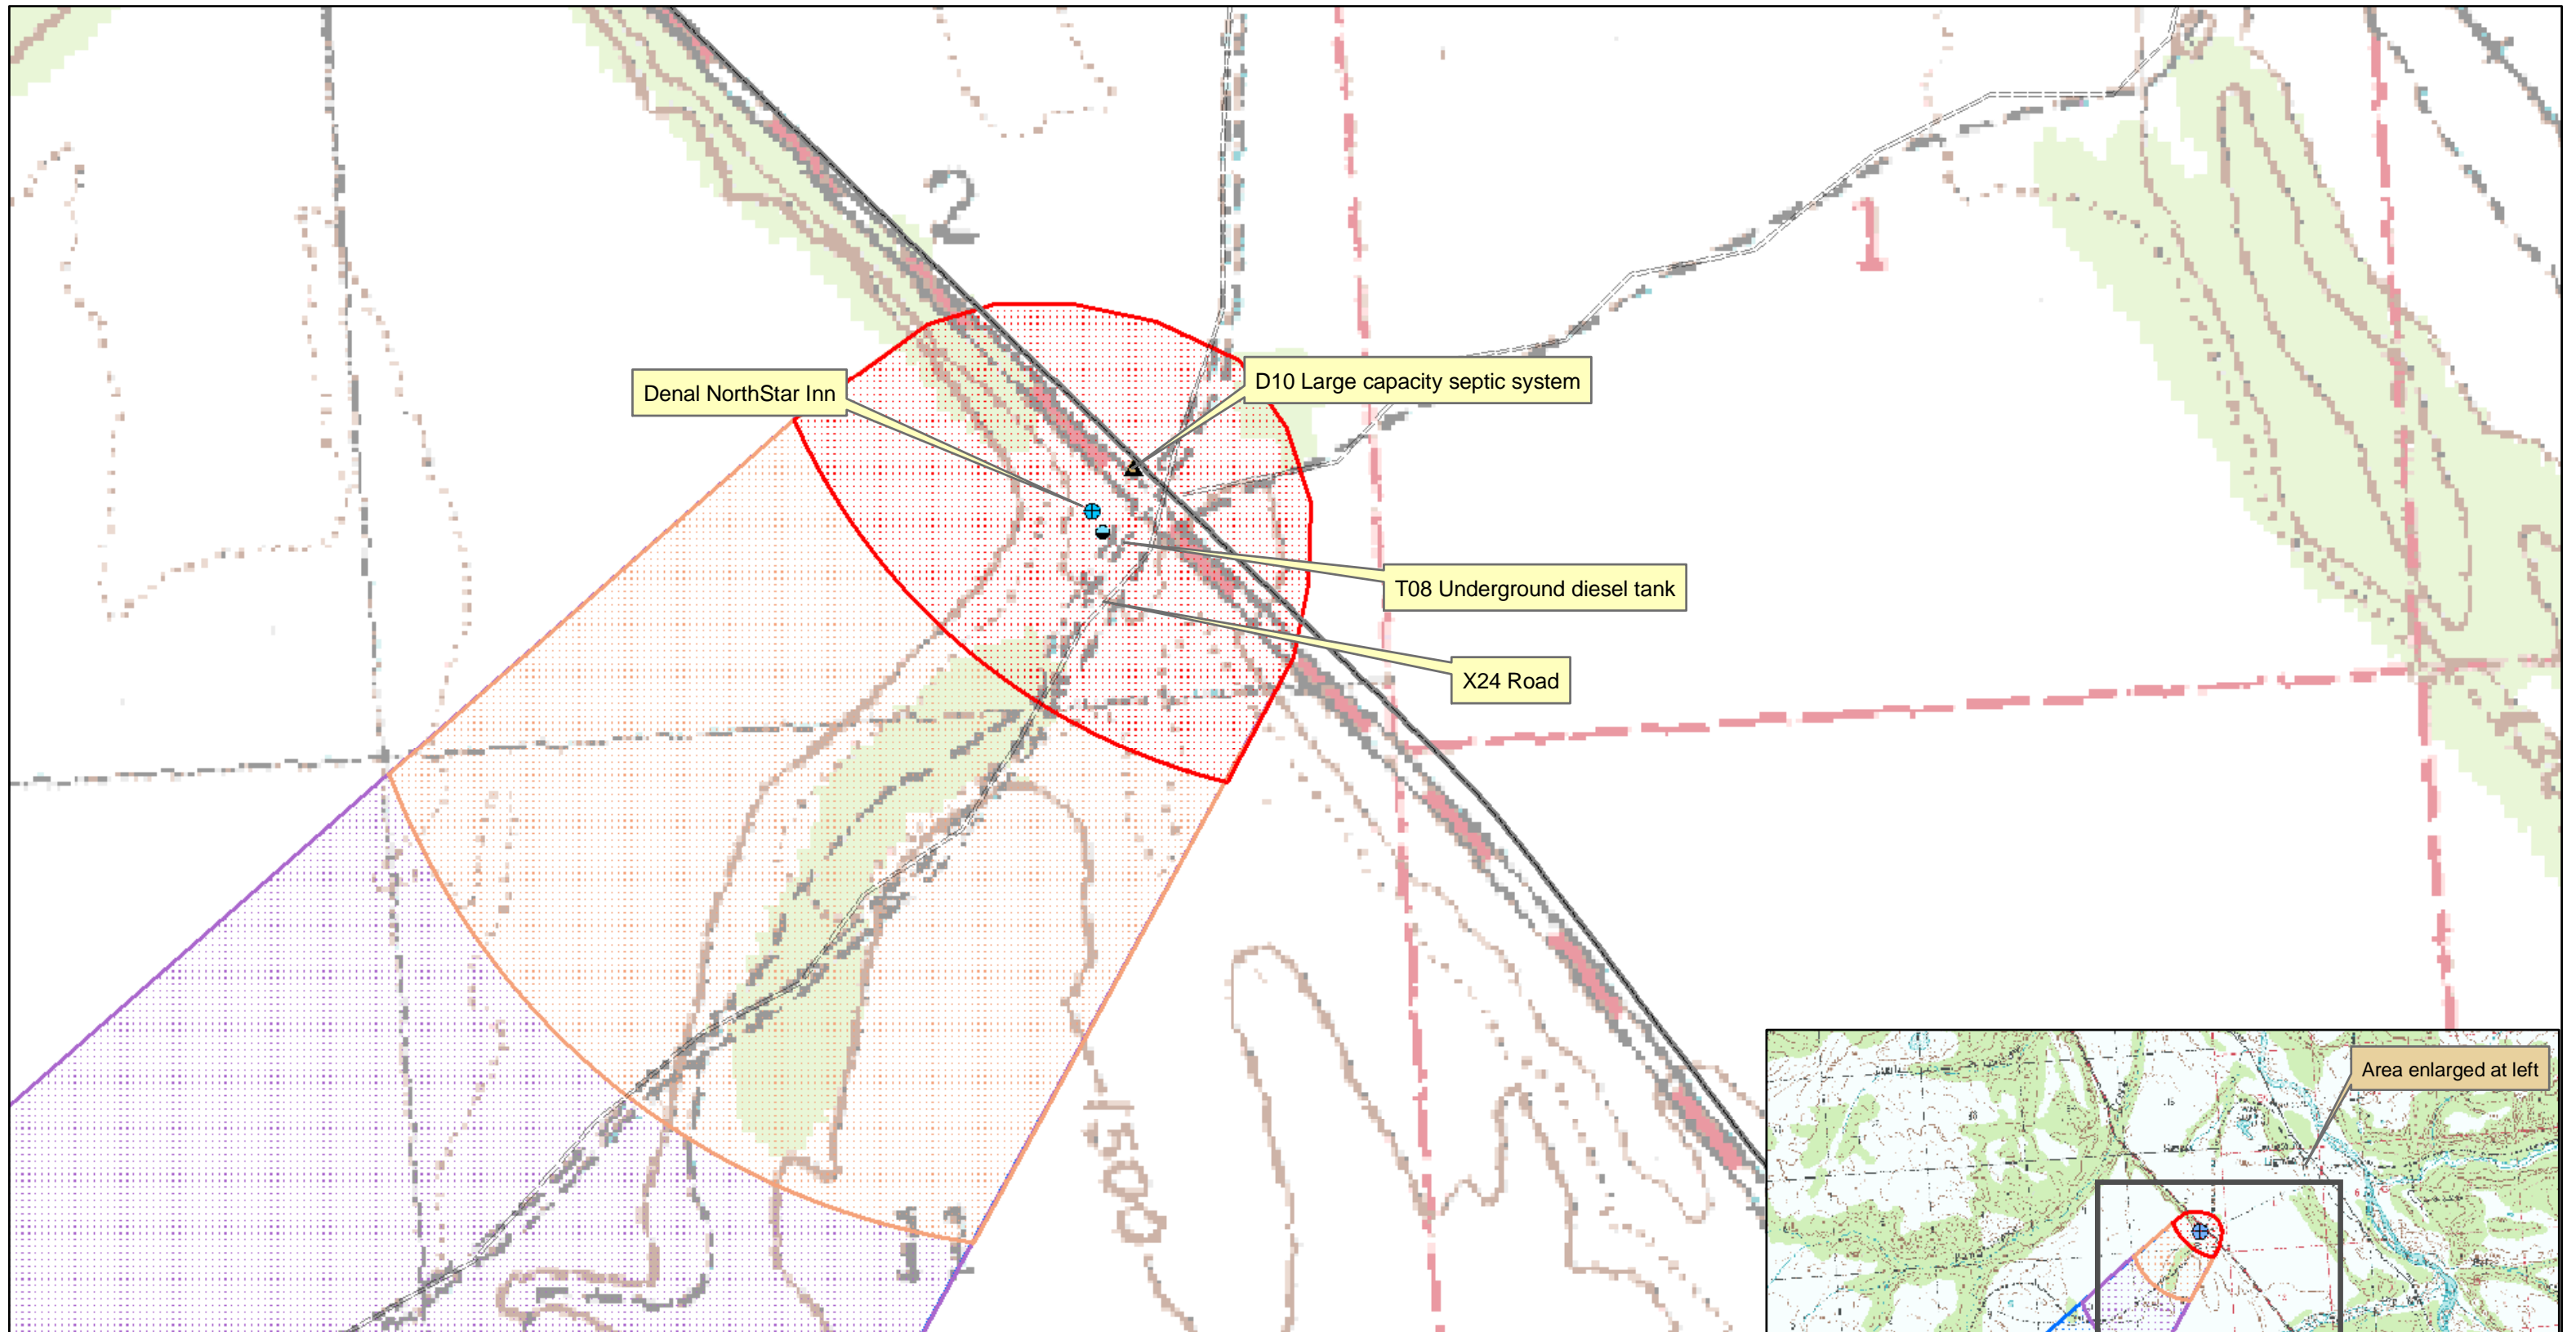 2
1
Denal NorthStar Inn
D10 Large capacity septic system
T08 Underground diesel tank
X24 Road
1500
11
Area enlarged at left
6